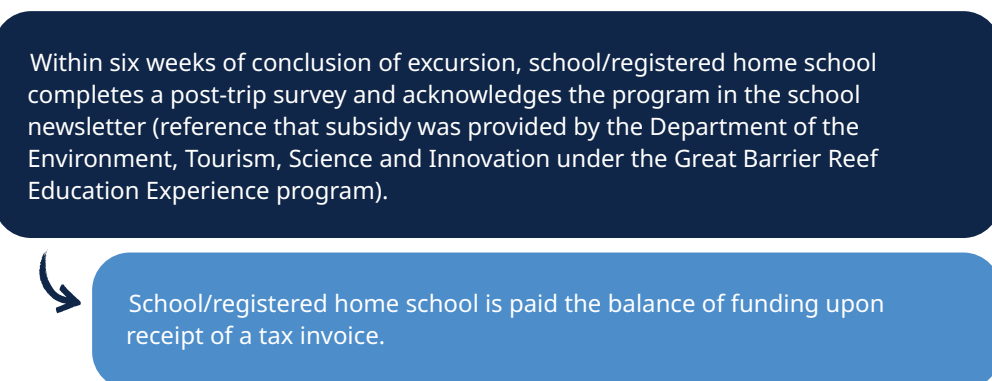 Within six weeks of conclusion of excursion, school/registered home school
completes a post-trip survey and acknowledges the program in the school
newsletter (reference that subsidy was provided by the Department of the
Environment, Tourism, Science and Innovation under the Great Barrier Reef
Education Experience program).
School/registered home school is paid the balance of funding upon
receipt of a tax invoice.